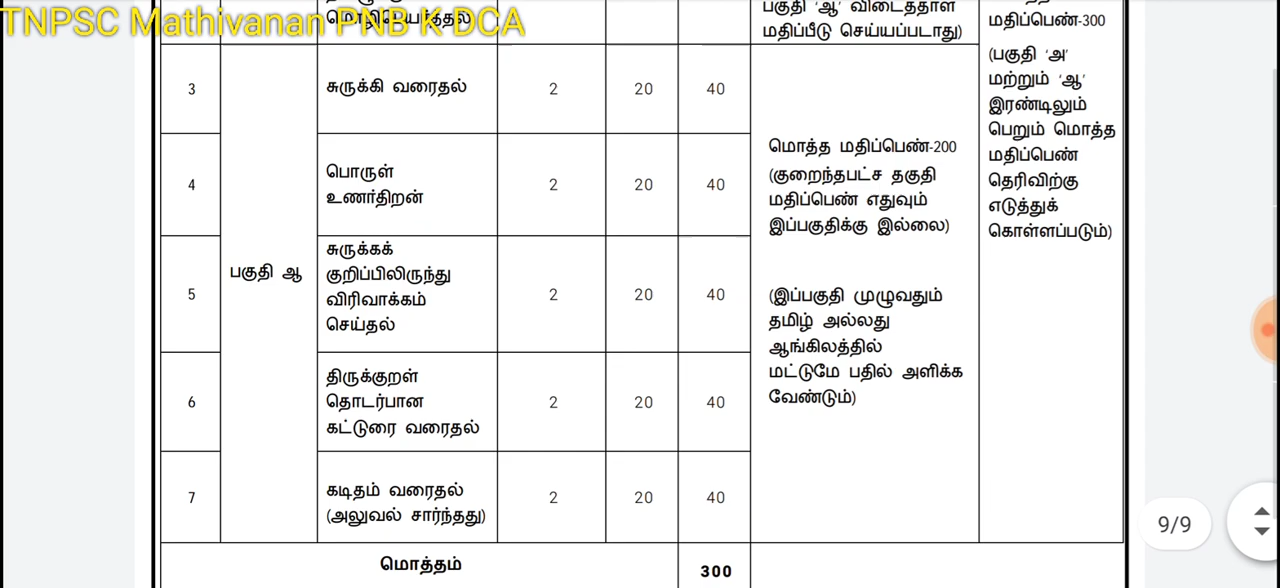 TNPSC Mathivanan PNB K DCA
பகுதி 'ஆ' விடைத்தாள்
மதிப்பீடு செய்யப்படாது)
மதிப்பெண்-300
(பகுதி 'அ'
மற்றும் 'ஆ'
இரண்டிலும்
பெறும் மொத்த
மதிப்பெண்
தெரிவிற்கு
எடுத்துக்
கொள்ளப்படும்)
3
சுருக்கி வரைதல்
2
20
40
மொத்த மதிப்பெண்-200
(குறைந்தபட்ச தகுதி
மதிப்பெண் எதுவும்
இப்பகுதிக்கு இல்லை)
(இப்பகுதி முழுவதும்
தமிழ் அல்லது
ஆங்கிலத்தில்
மட்டுமே பதில் அளிக்க
வேண்டும்)
4
பொருள்
உணர்திறன்
2
20
40
பகுதி ஆ
5
சுருக்கக்
குறிப்பிலிருந்து
விரிவாக்கம்
செய்தல்
2
20
40
6
திருக்குறள்
தொடர்பான
கட்டுரை வரைதல்
2
20
40
7
கடிதம் வரைதல்
(அலுவல் சார்ந்தது)
2
20
40
மொத்தம்
300
9/9